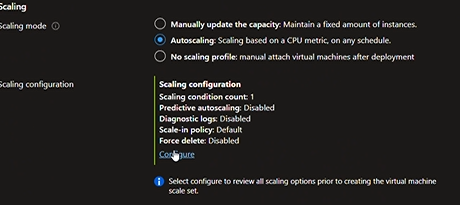 Scaling
Scaling mode
Manually update the capacity: Maintain a fixed amount of instances.
Autoscaling: Scaling based on a CPU metric, on any schedule.
No scaling profile: manual attach virtual machines after deployment
Scaling configuration
Scaling configuration
Scaling condition count: 1
Predictive autoscaling: Disabled
Diagnostic logs: Disabled
Scale-in policy: Default
Force delete: Disabled
Configure
Select configure to review all scaling options prior to creating the virtual machine
scale set.